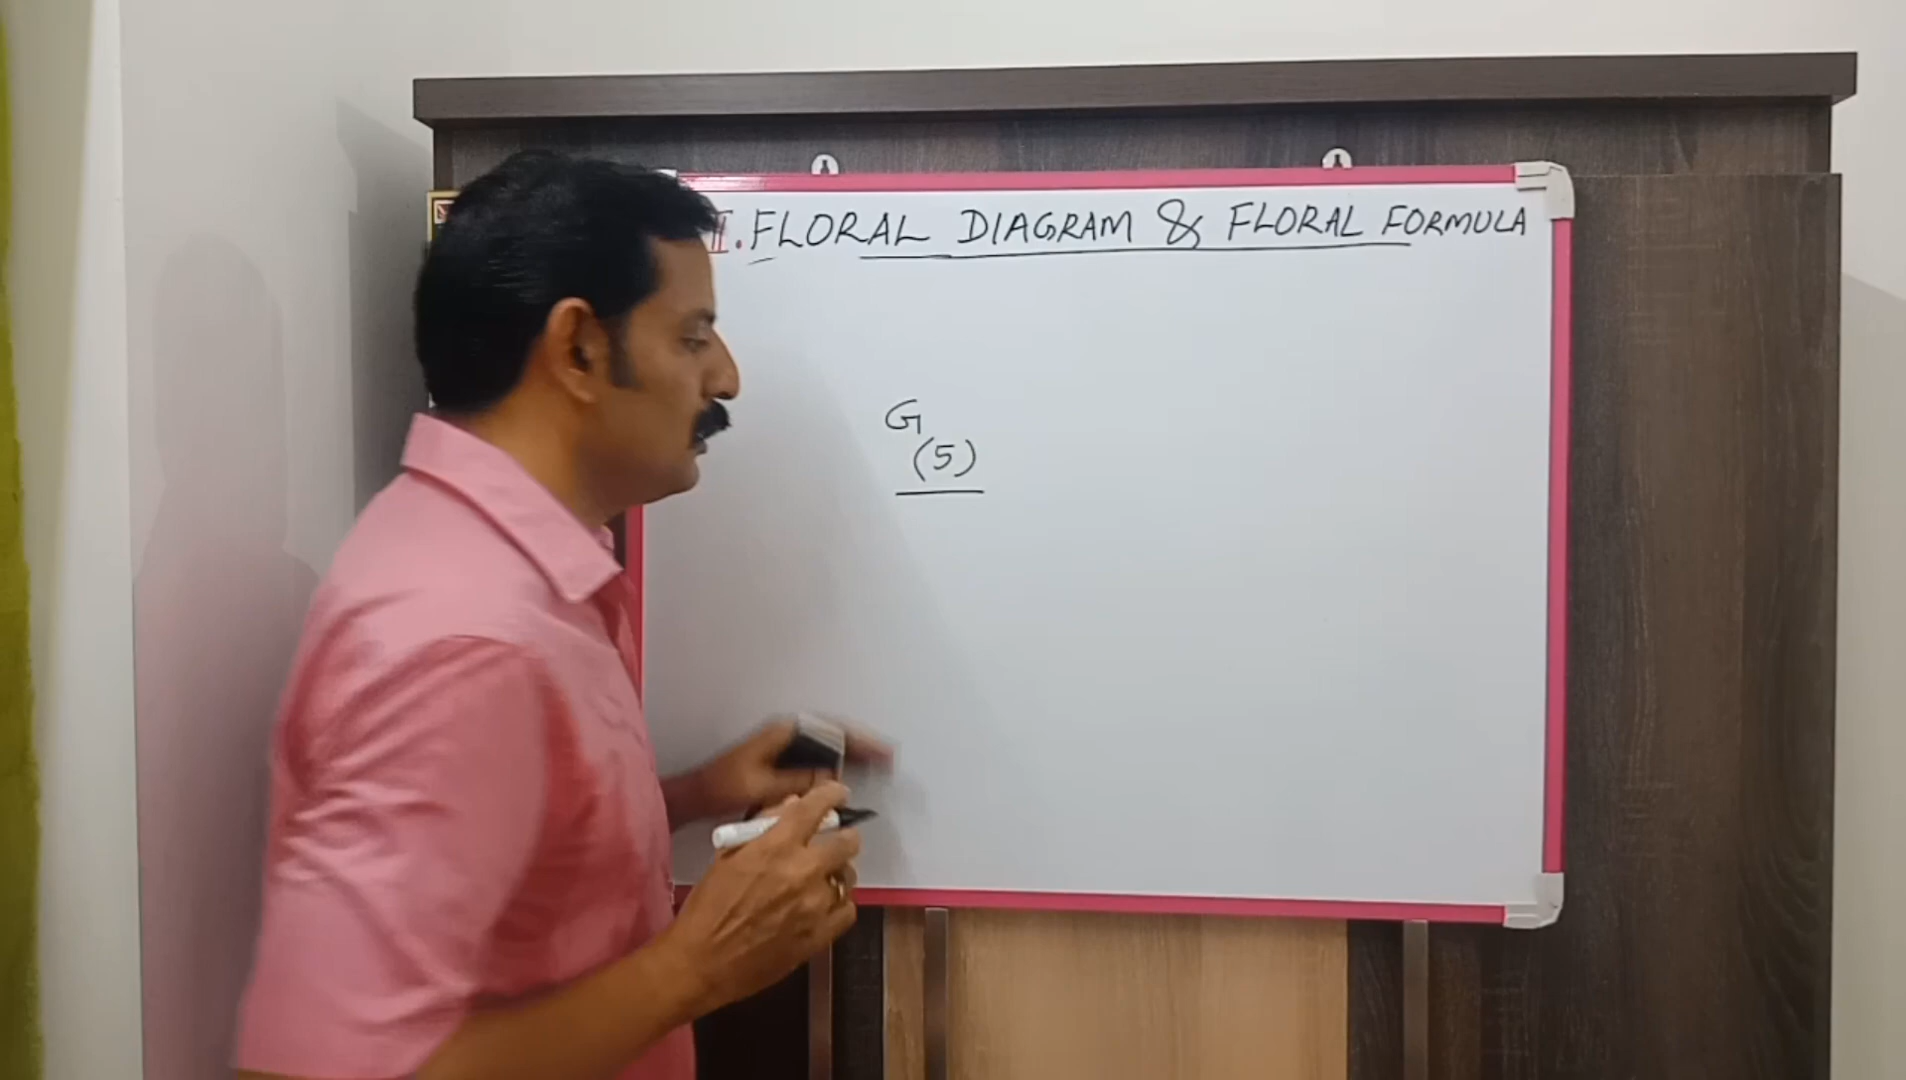 I. FLORAL DIAGRAM & FLORAL FORMULA
G
(5)